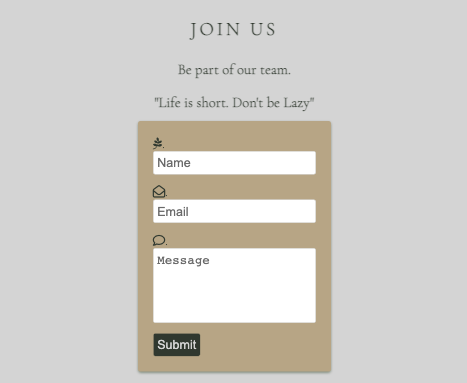 JOIN US
Be part of our team.
"Life is short. Don't be Lazy"
Name
Email
Message
Submit